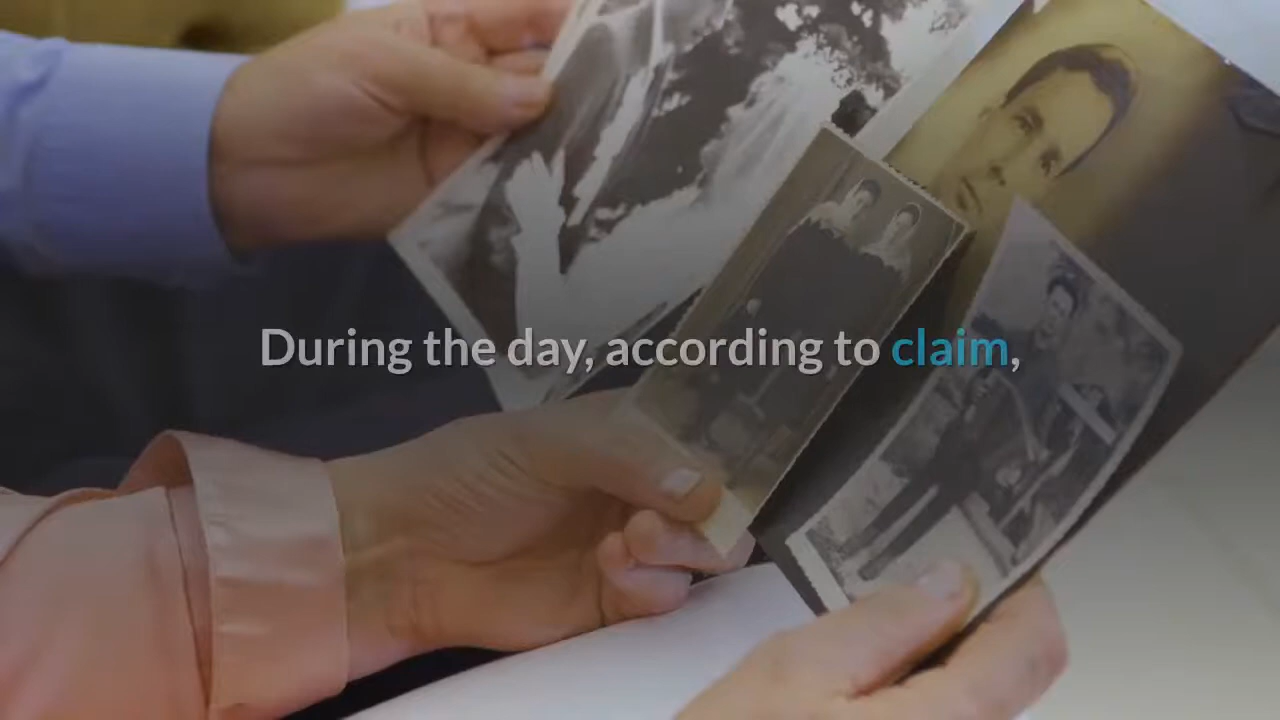 During the day, according to claim,